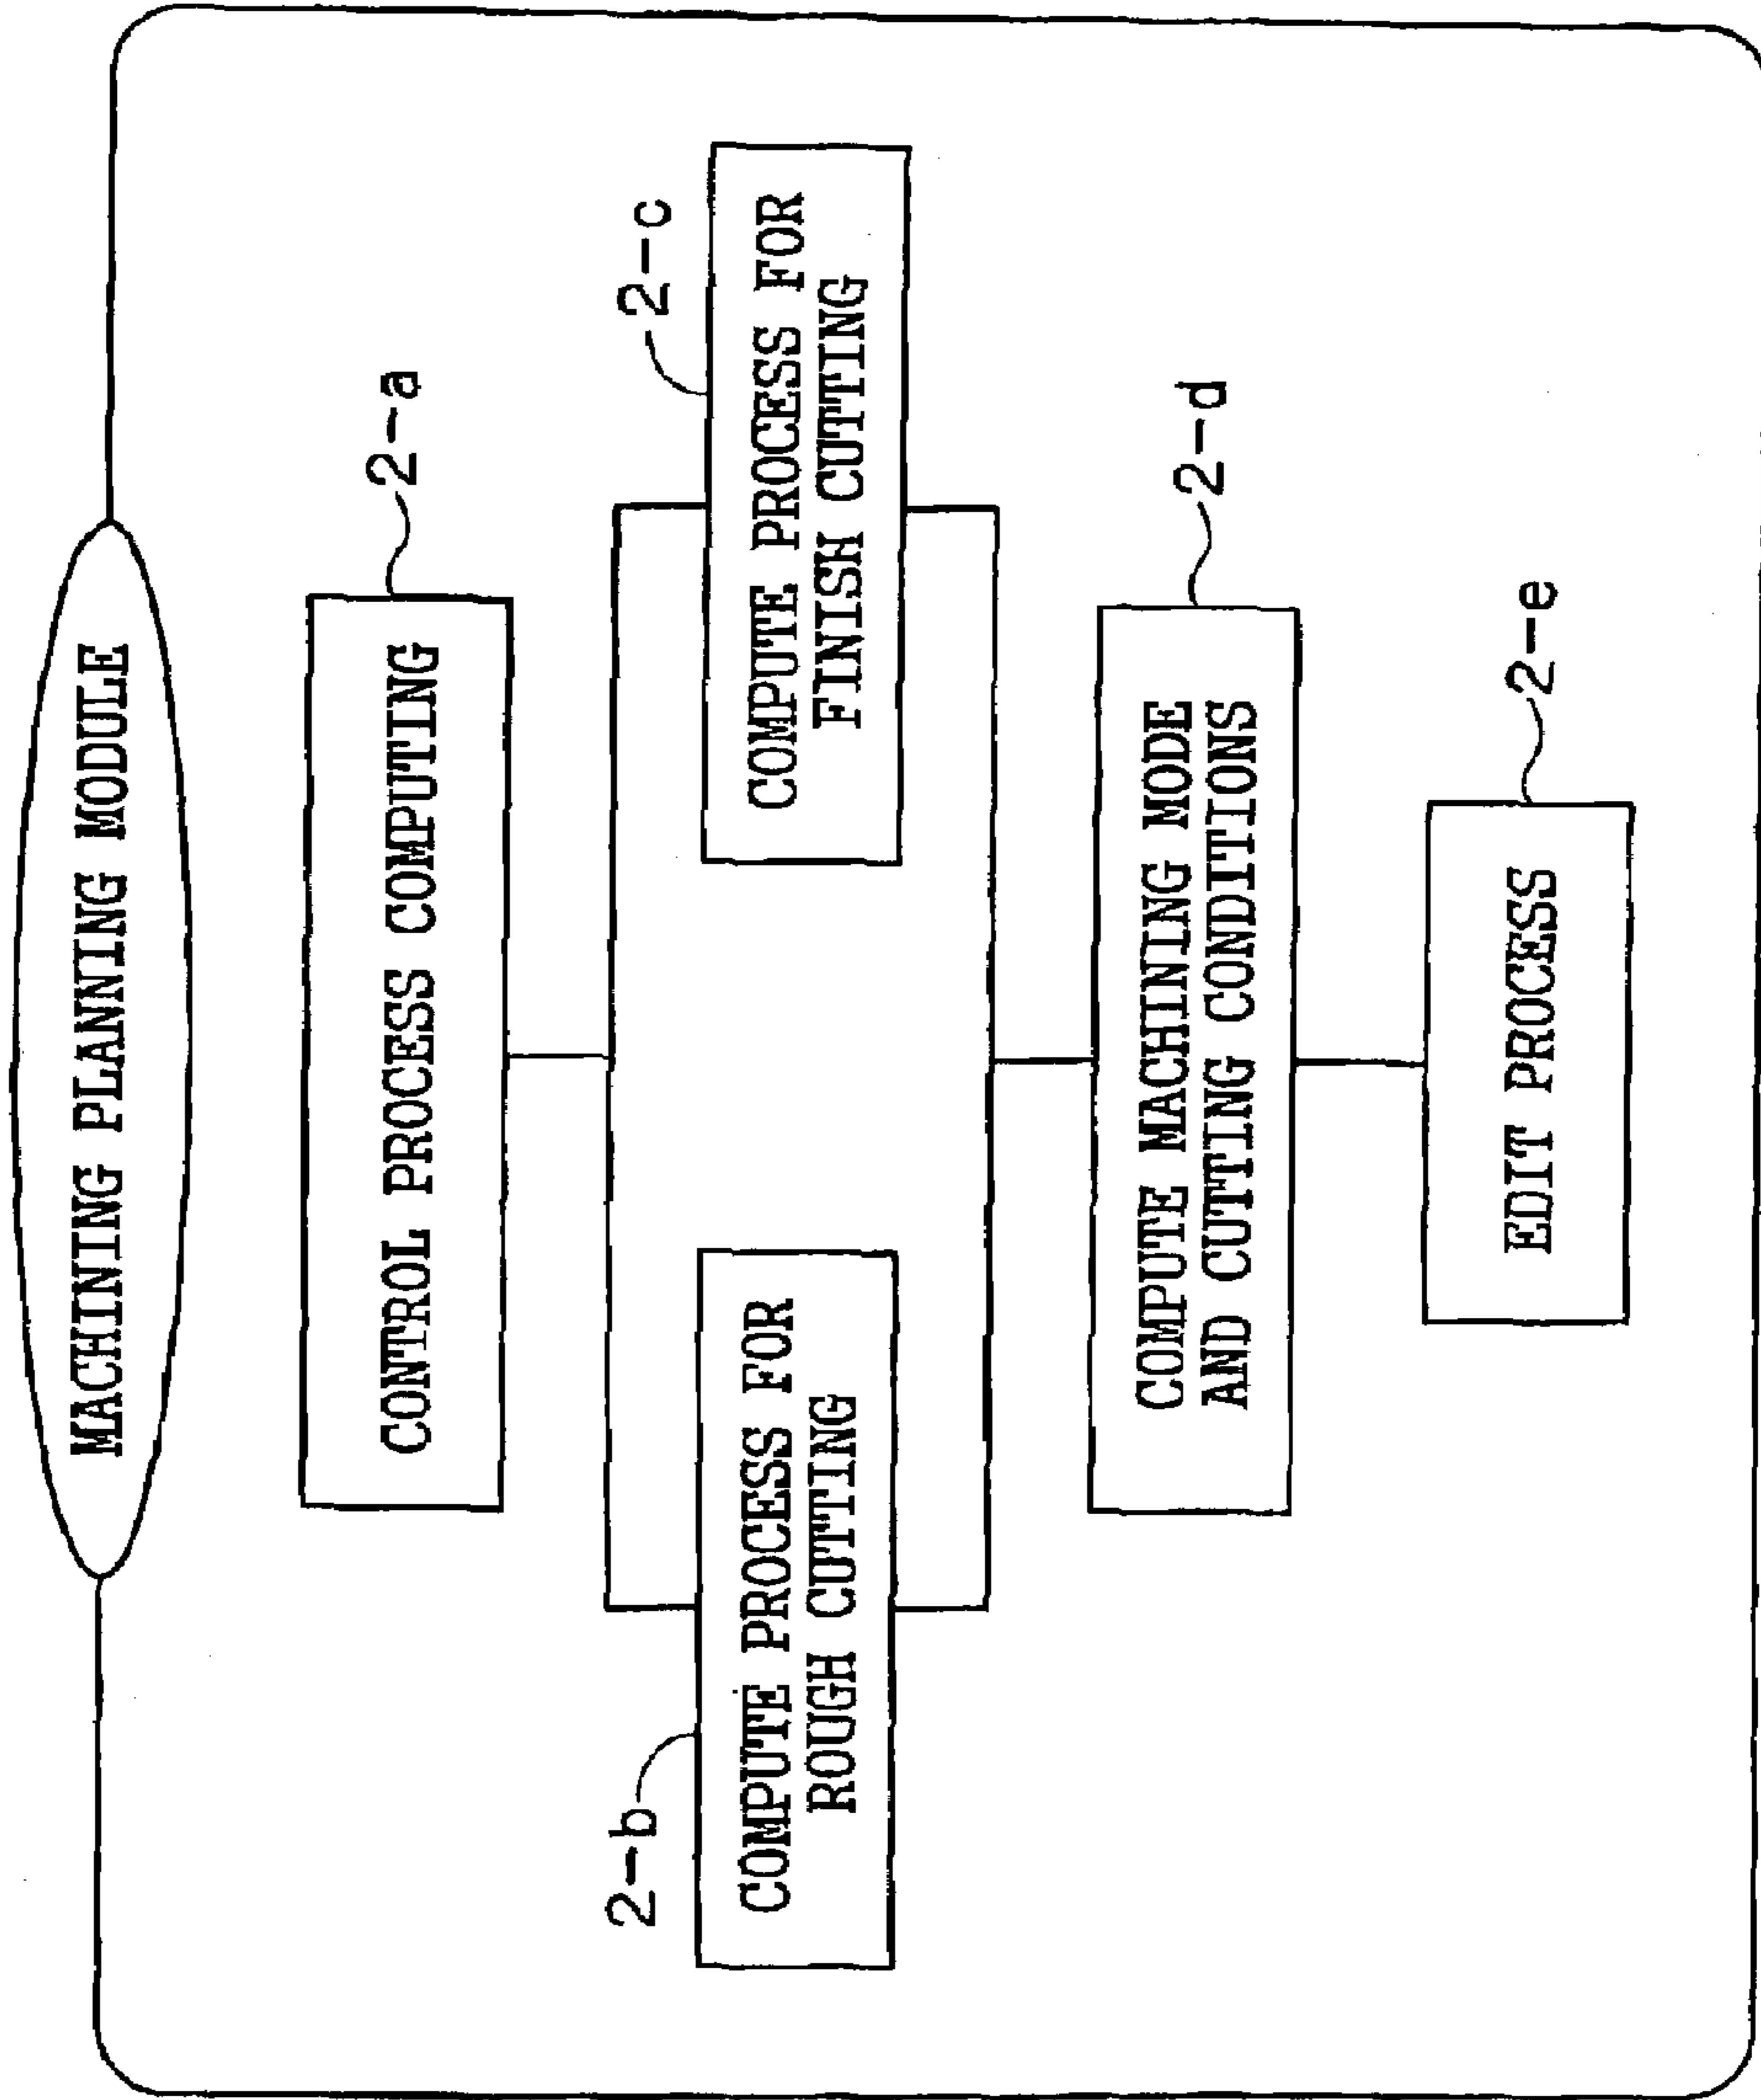 MACHINING PLANNING MODULE
2-a
CONTROL PROCESS COMPUTING
2-b
COMPUTE PROCESS FOR
ROUGH CUTTING
2-c
COMPUTE PROCESS FOR
FINISH CUTTING
2-d
COMPUTE MACHINING MODE
AND CUTTING CONDITIONS
2-e
EDIT PROCESS